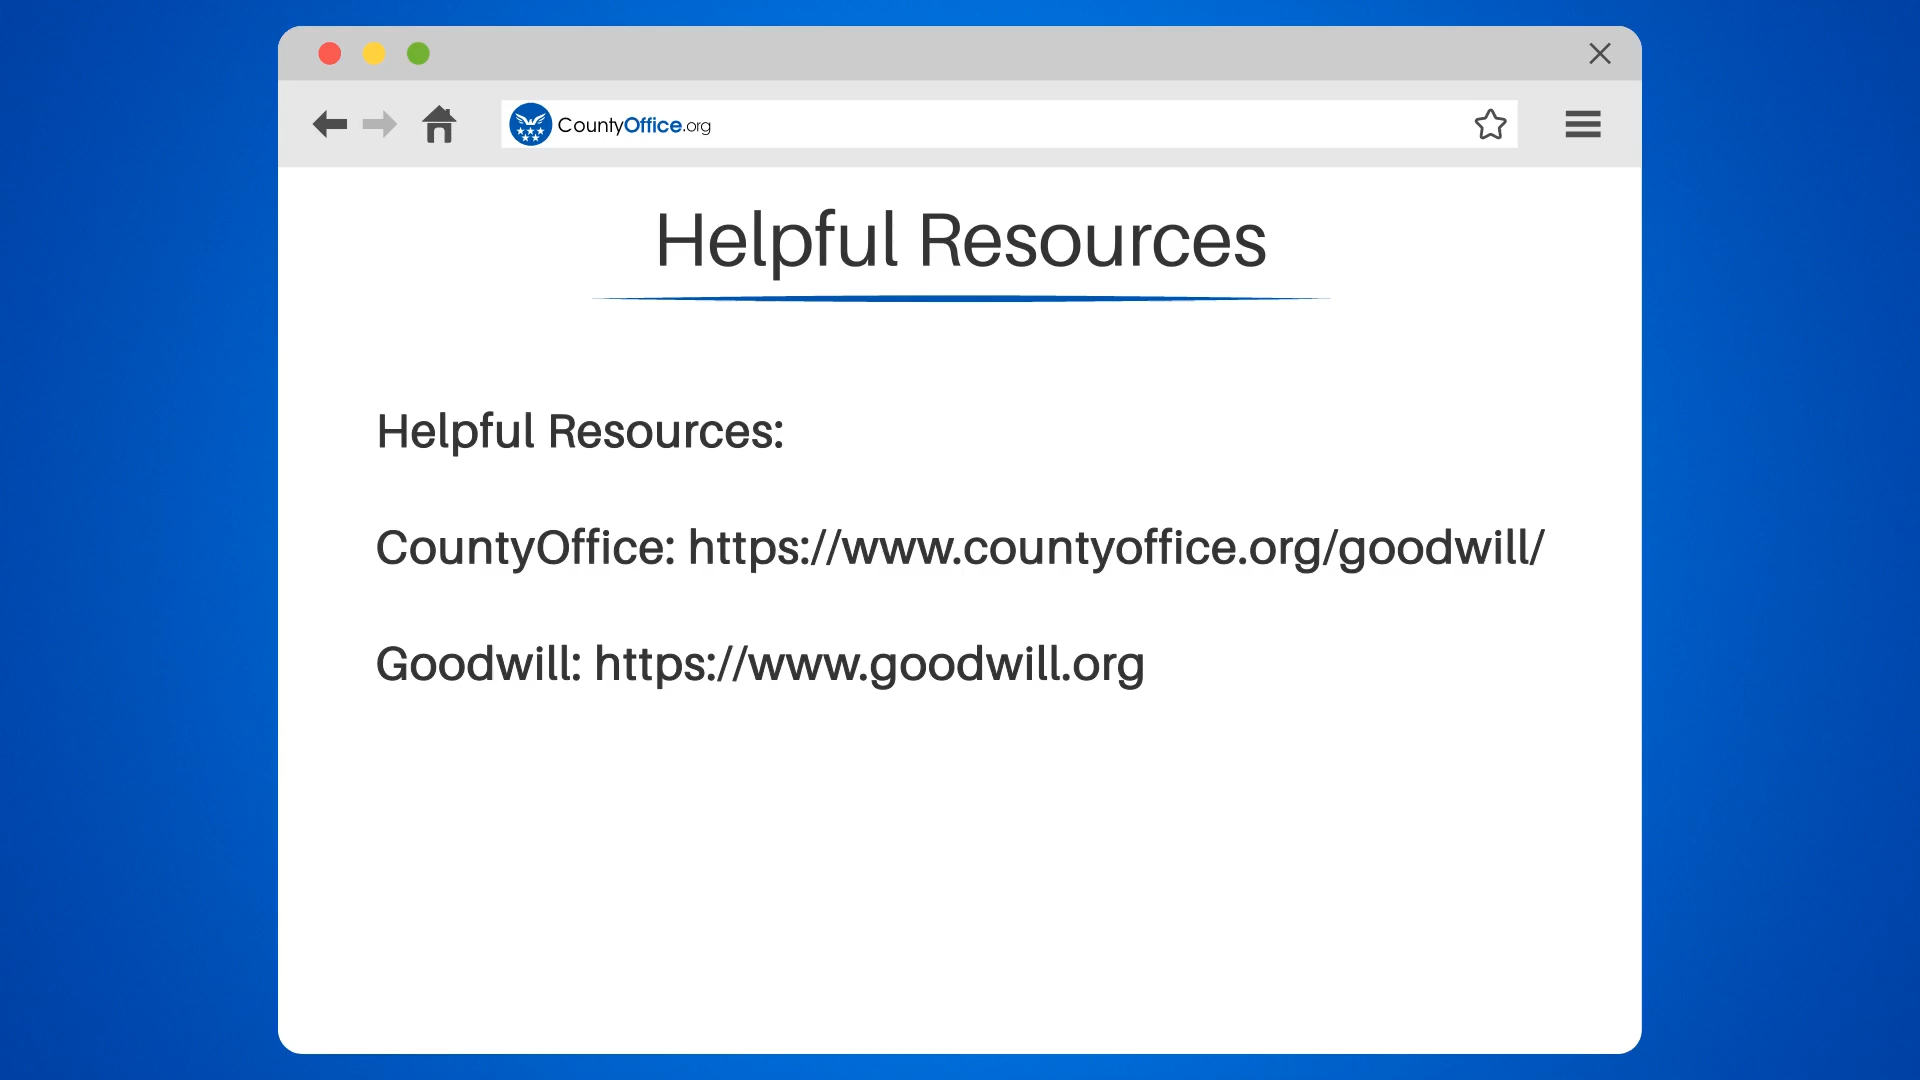 CountyOffice.org
Helpful Resources
Helpful Resources:
CountyOffice: https://www.countyoffice.org/goodwill/
Goodwill: https://www.goodwill.org